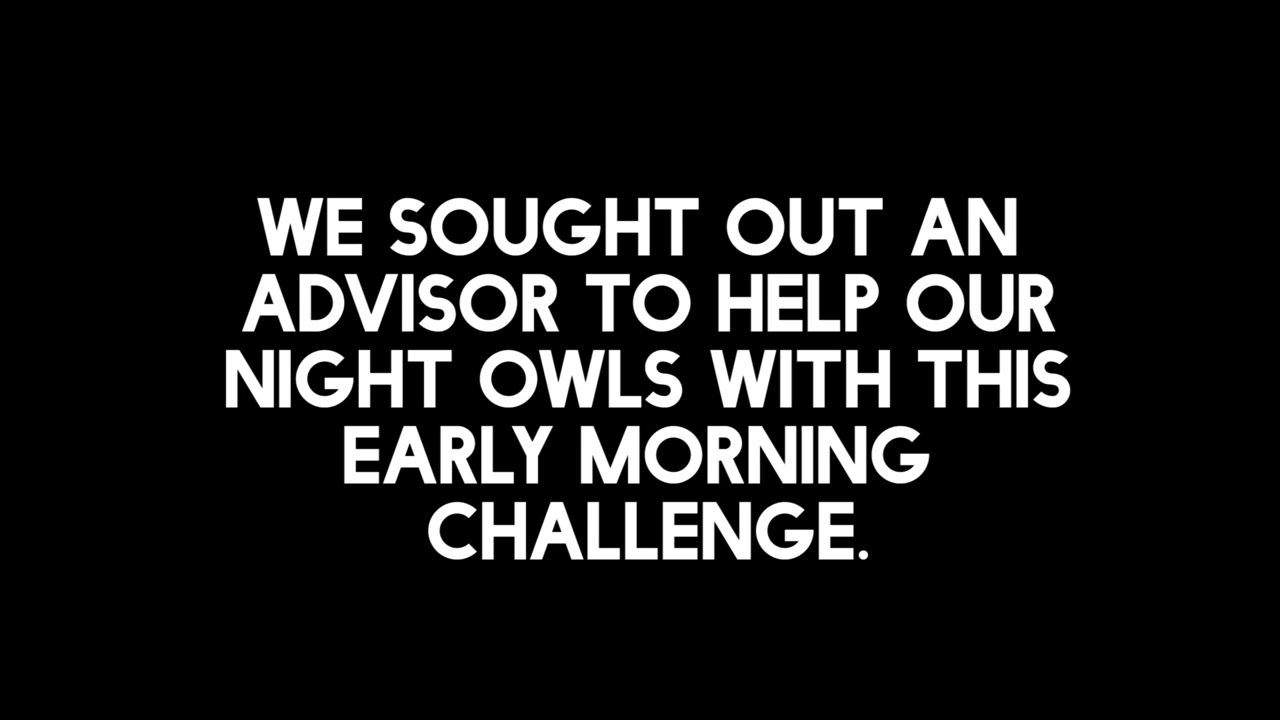 WE SOUGHT OUT AN
ADVISOR TO HELP OUR
NIGHT OWLS WITH THIS
EARLY MORNING
CHALLENGE.